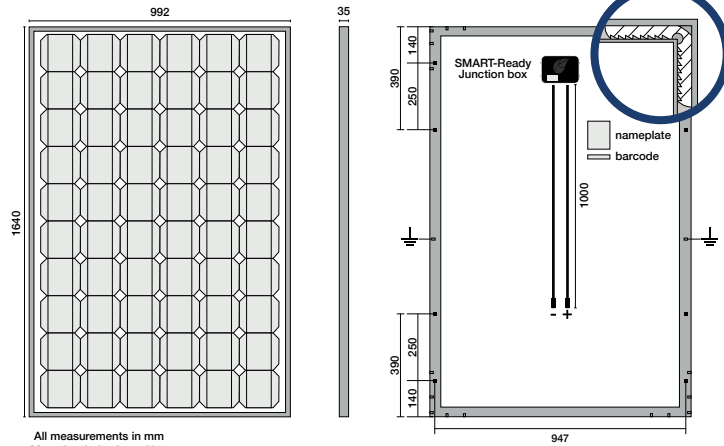 992
35
1640
All measurements in mm
140
390
250
SMART-Ready
Junction box
nameplate
barcode
1000
- +
250
390
140
947